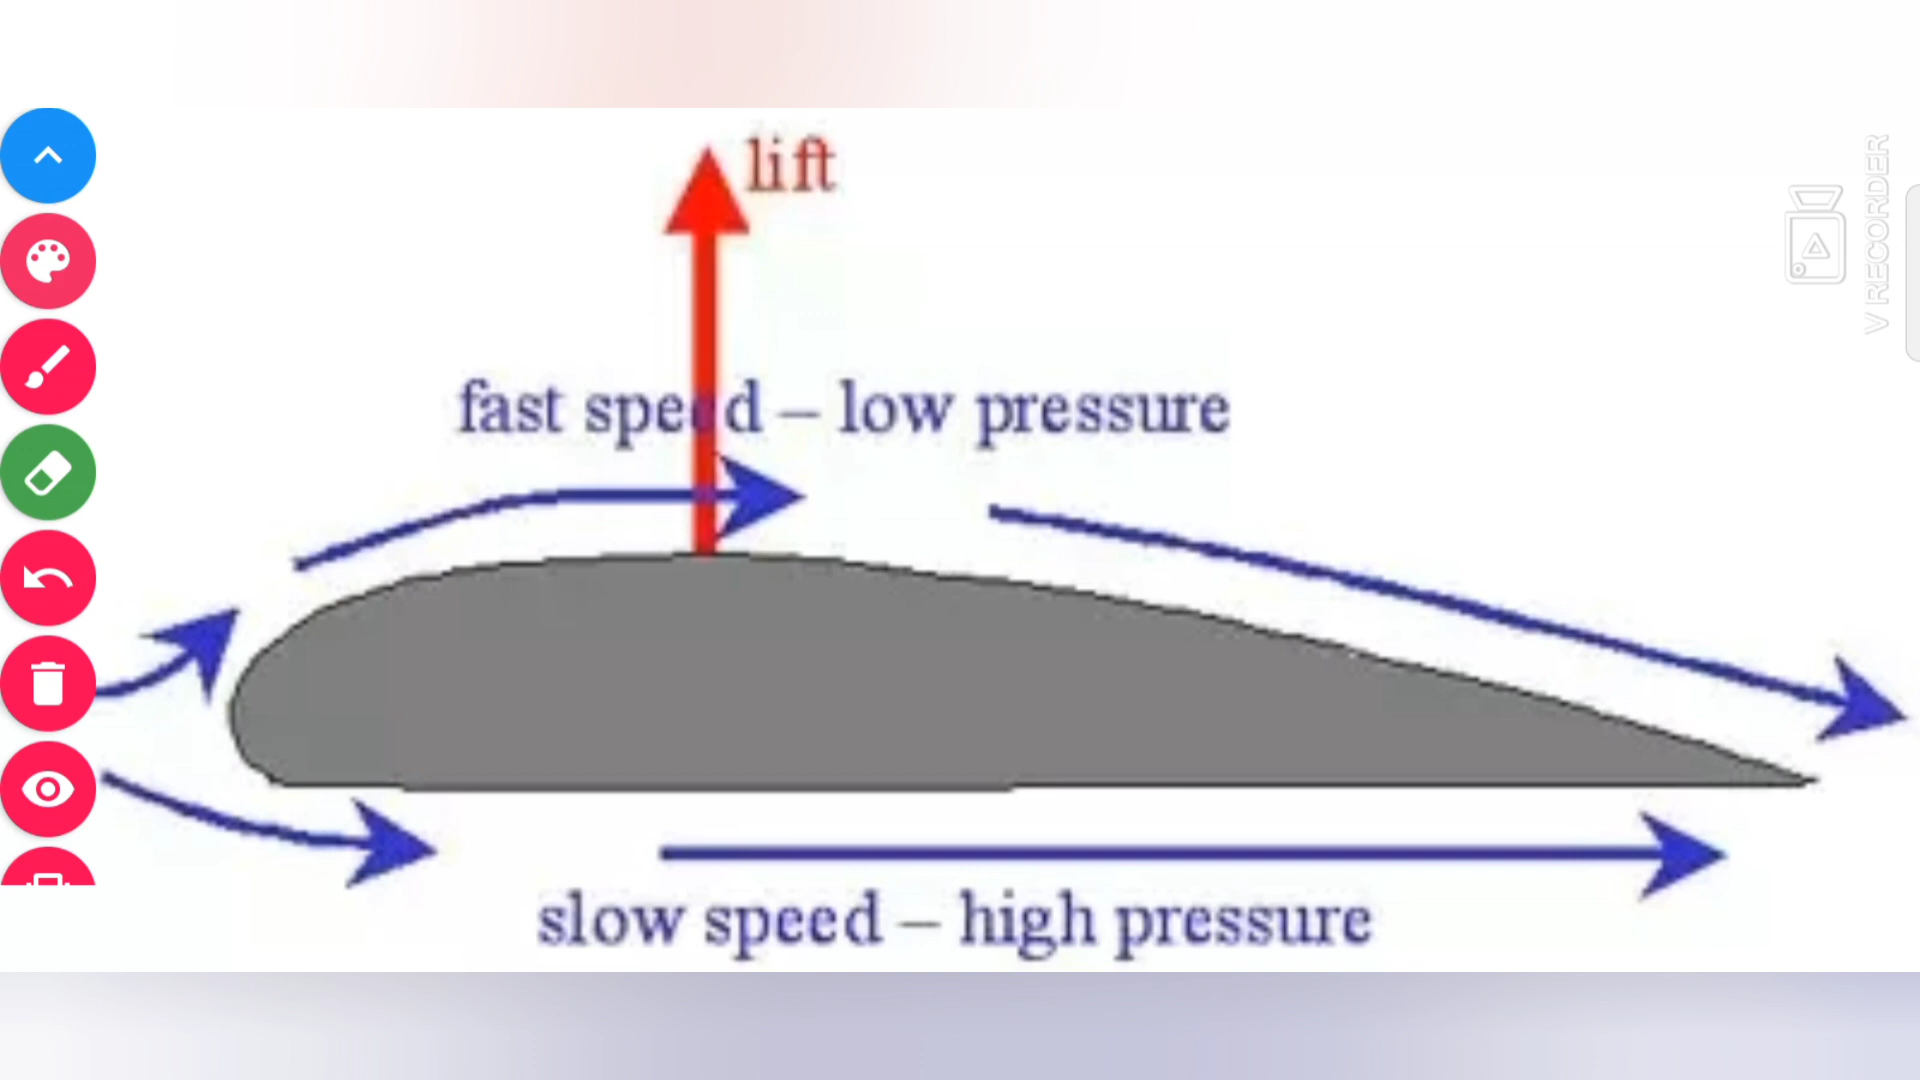 lift
fast speed – low pressure
slow speed – high pressure
V RECORDER